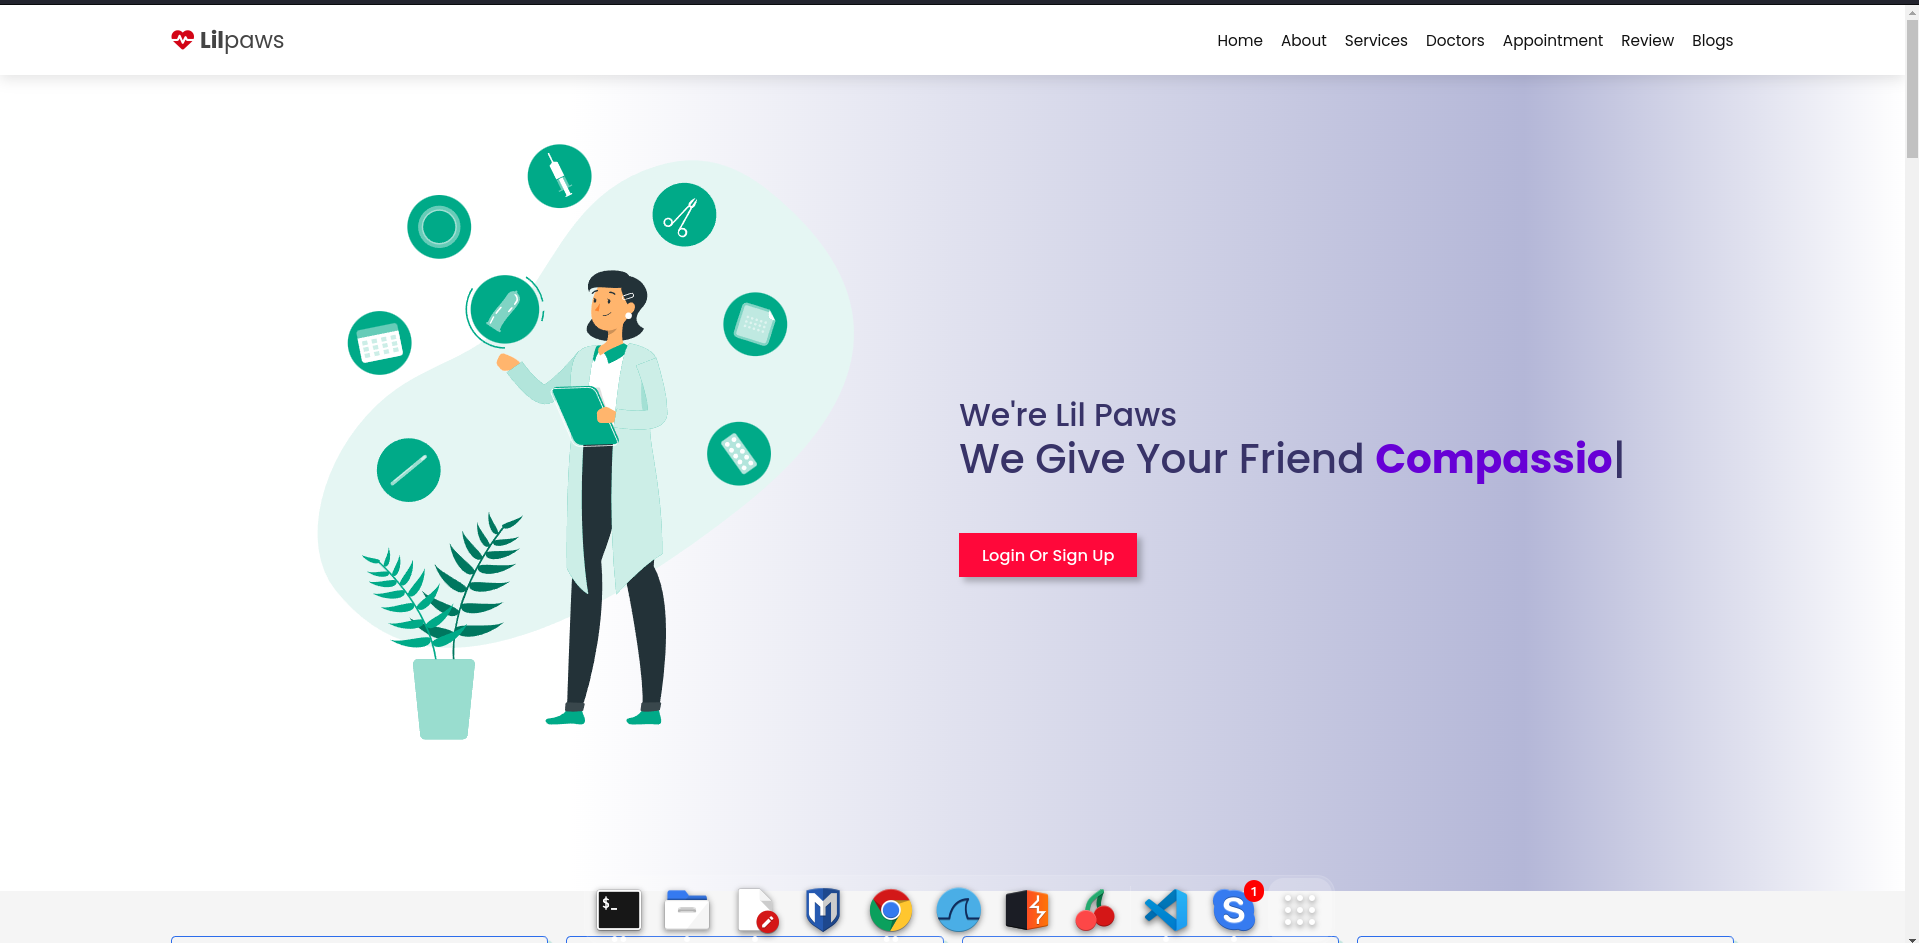 Lilpaws
Home About Services Doctors Appointment Review Blogs
We're Lil Paws
We Give Your Friend Compassio|
Login Or Sign Up
$_
M
S
1